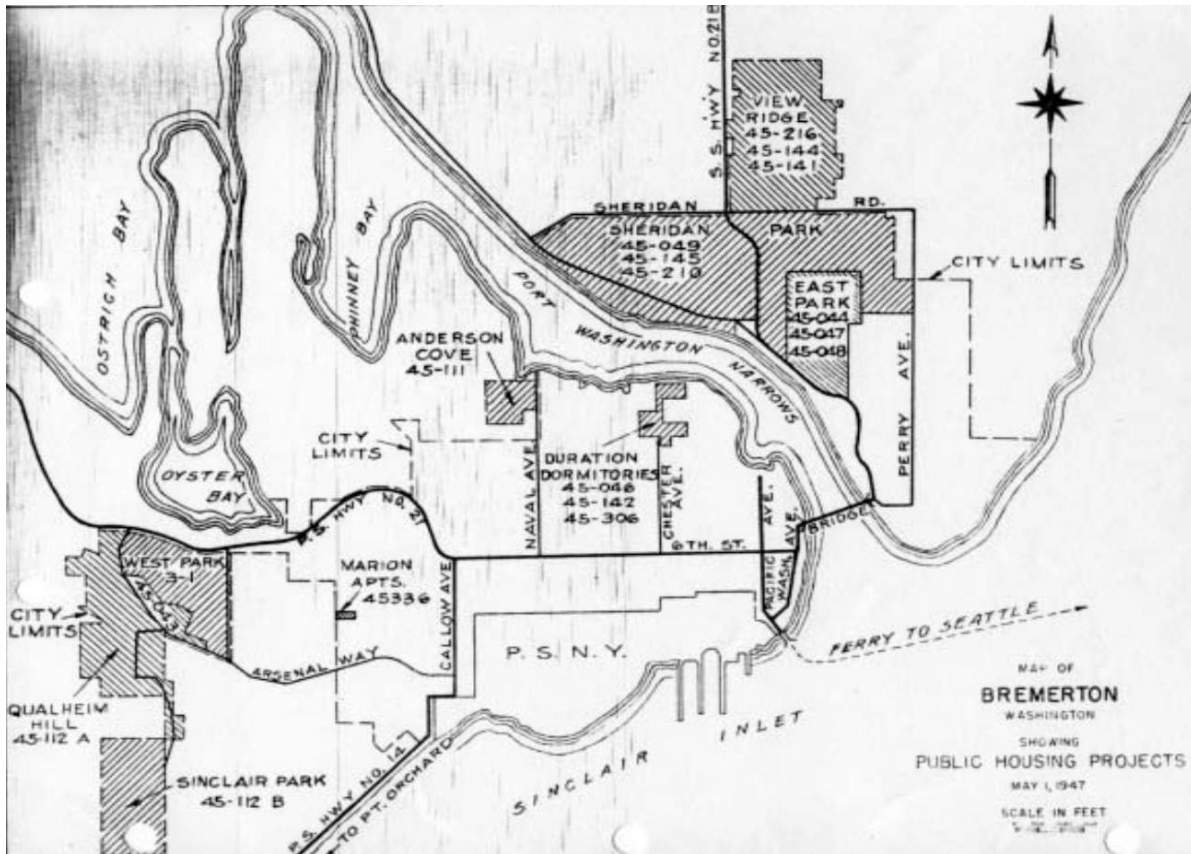 S. S. HWY NO. 21B
VIEW
RIDGE
45-216
45-144
45-141
SHERIDAN RD.
SHERIDAN PARK
45-049
45-145
45-210
CITY LIMITS
EAST
PARK
45-044
45-047
45-048
PERRY AVE.
OSTRICH BAY
PHINNEY BAY
PORT WASHINGTON NARROWS
ANDERSON
COVE
45-111
CITY
LIMITS
OYSTER
BAY
DURATION
DORMITORIES
45-046
45-142
45-306
NAVAL AVE.
CHESTER AVE.
PACIFIC AVE.
WASH. AVE.
BRIDGE
6TH. ST.
P.S. HWY NO. 21
WEST PARK
3-1
45-043
MARION
APTS.
45336
CALLOW AVE.
CITY
LIMITS
ARSENAL WAY
P. S. N. Y.
FERRY TO SEATTLE
QUALHEIM
HILL
45-112 A
SINCLAIR PARK
45-112 B
P.S. HWY NO. 14
TO PT. ORCHARD
SINCLAIR INLET
MAP OF
BREMERTON
WASHINGTON
SHOWING
PUBLIC HOUSING PROJECTS
MAY 1, 1947
SCALE IN FEET